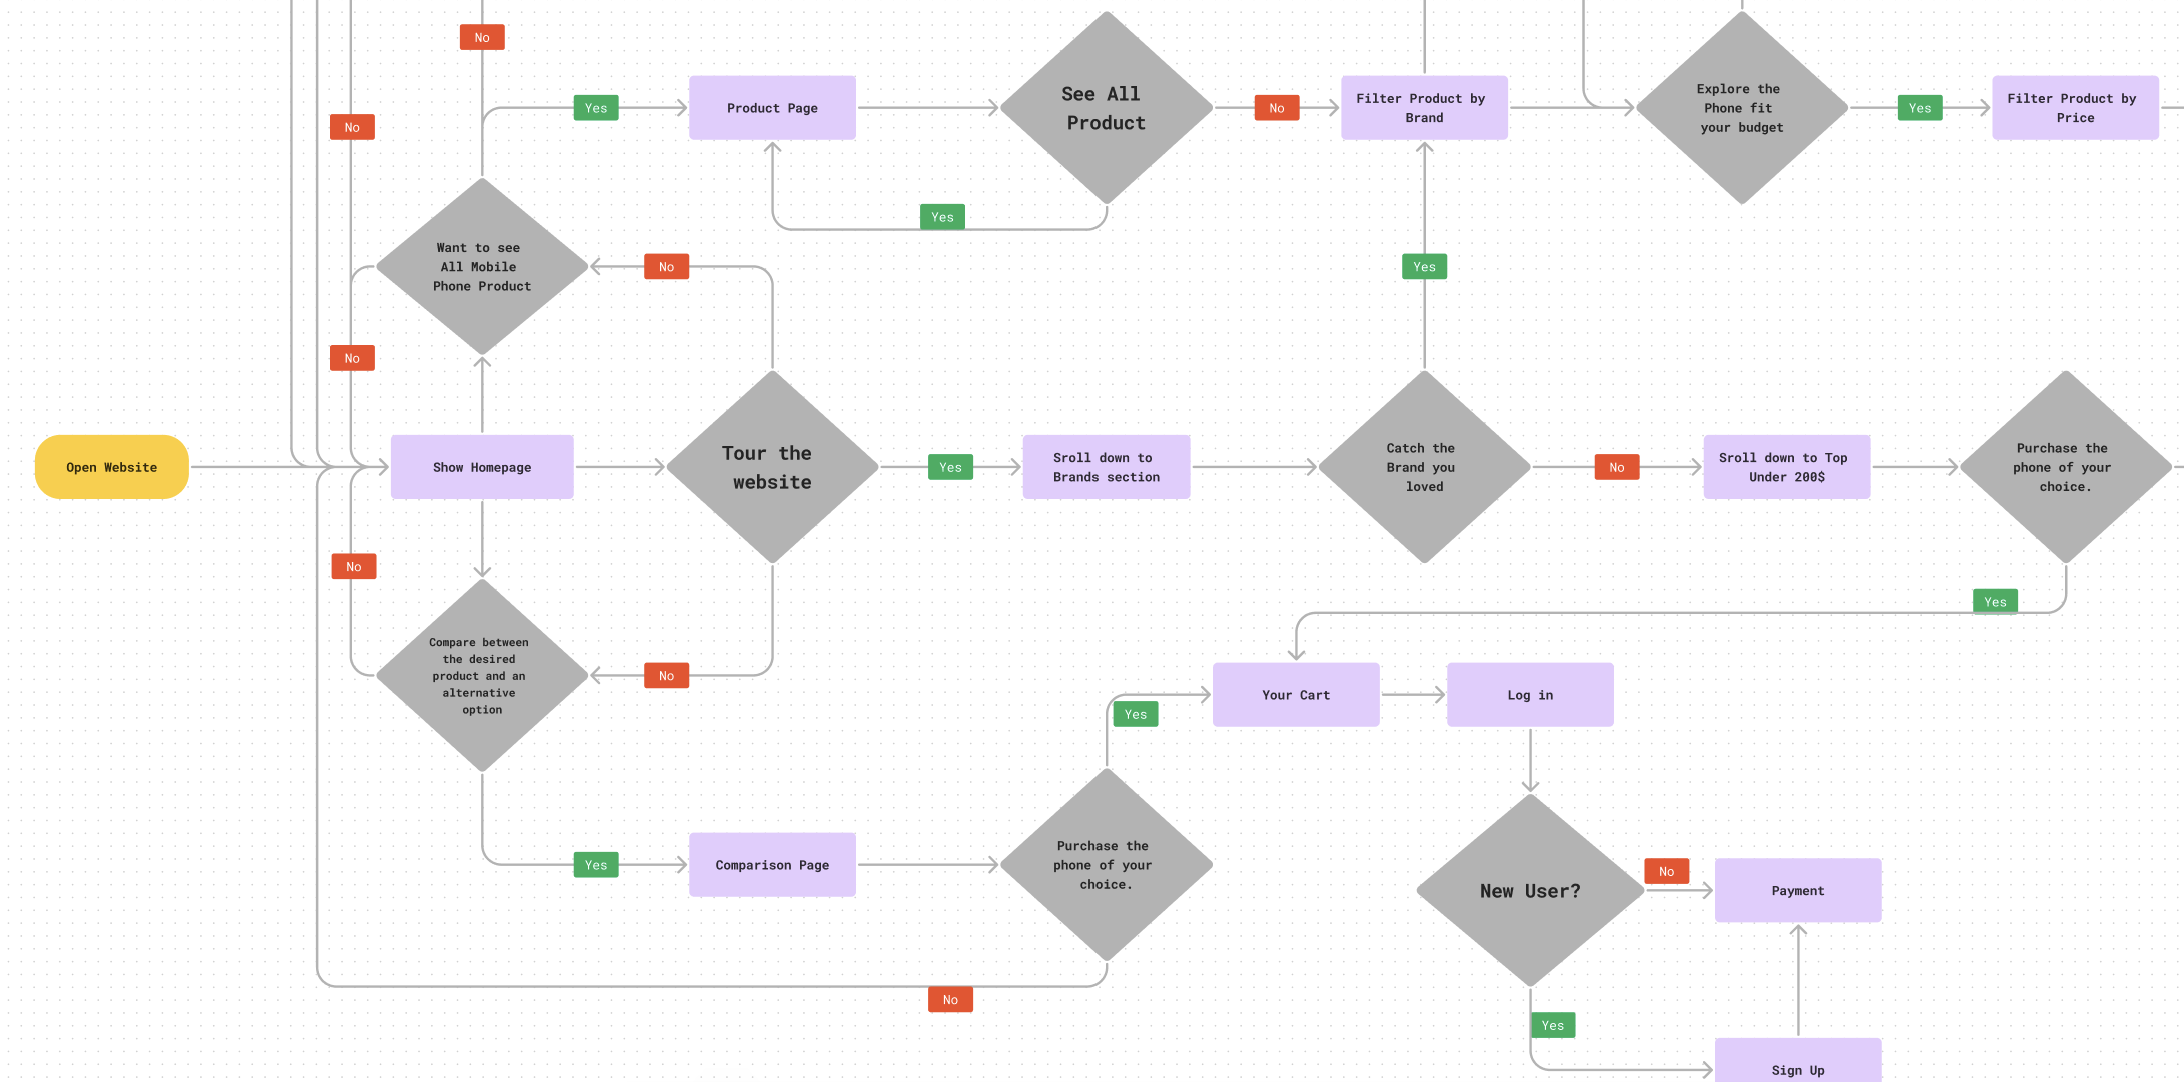 No
Explore the
Phone fit
your budget
See All
Product
Filter Product by
Brand
Filter Product by
Price
Yes
Product Page
No
Yes
No
Yes
Want to see
All Mobile
Phone Product
No
Yes
No
Open Website
Show Homepage
Tour the
website
Yes
Sroll down to
Brands section
Catch the
Brand you
loved
No
Sroll down to Top
Under 200$
Purchase the
phone of your
choice.
No
Yes
Compare between
the desired
product and an
alternative
option
No
Your Cart
Log in
Yes
Yes
Comparison Page
Purchase the
phone of your
choice.
New User?
No
Payment
No
Yes
Sign Up